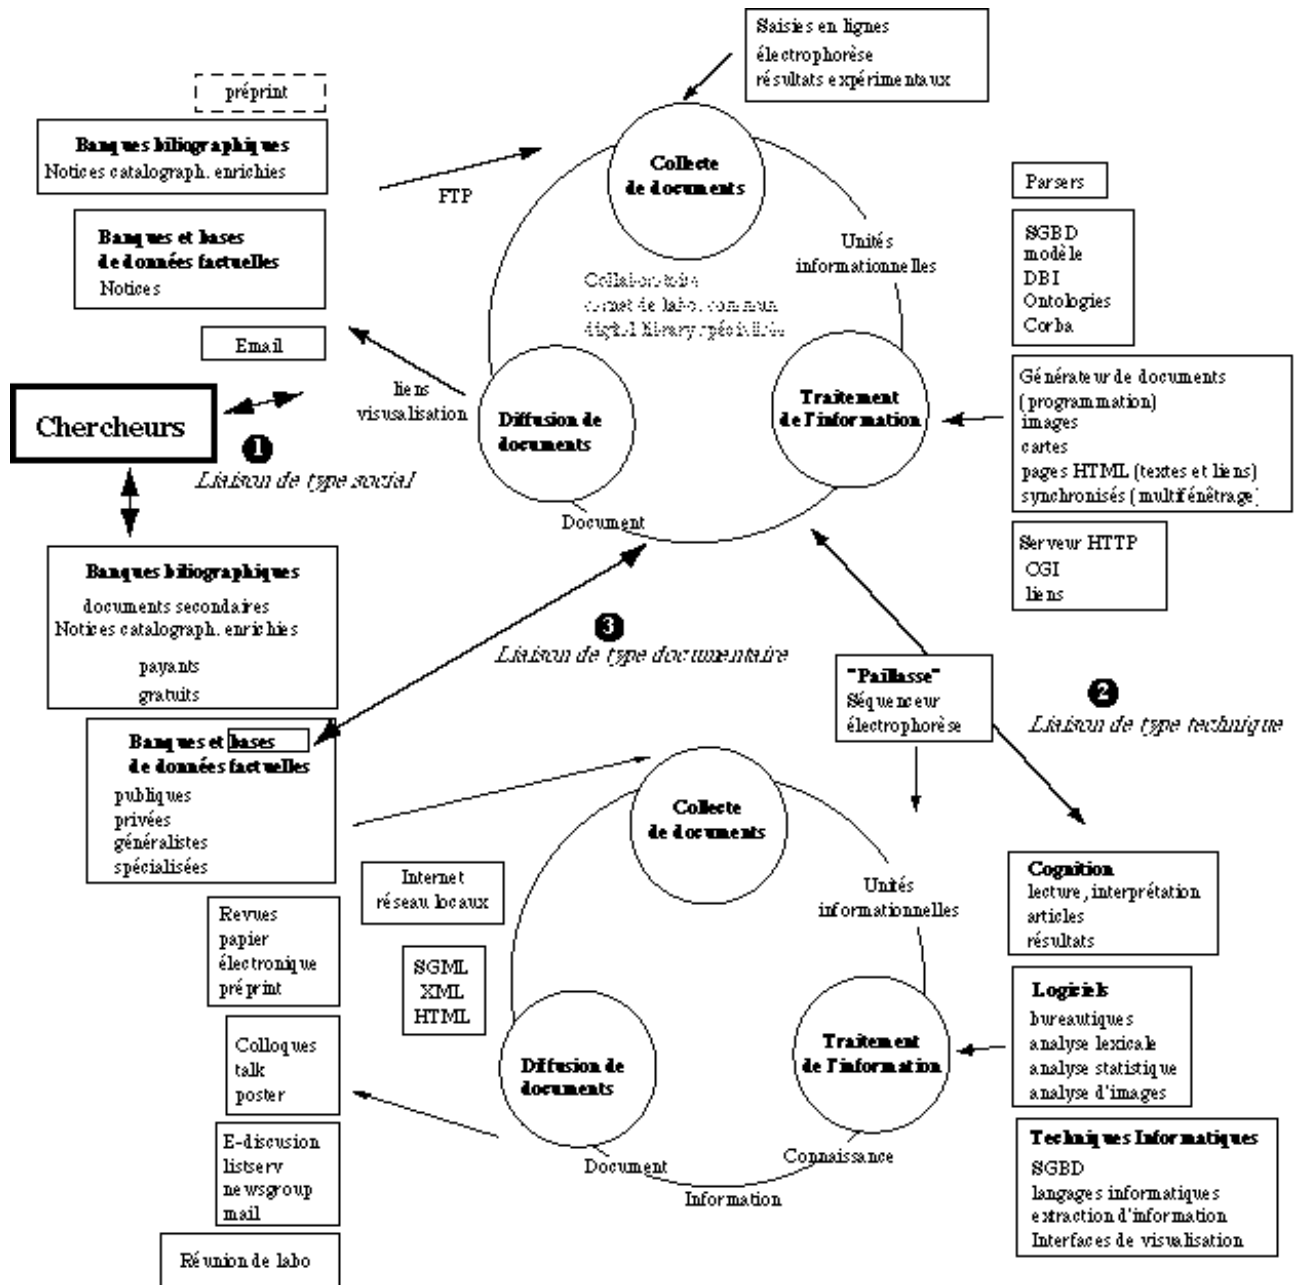 Saisies en lignes
électrophorèse
résultats expérimentaux
préprint
Banques biliographiques
Notices catalograph. enrichies
FTP
Banques et bases
de données factuelles
Notices
Email
Chercheurs
1
Liaison de type social
liens
visualisation
Collecte
de documents
Unités
informationnelles
Collaboratoire
carnet de labo. commun
digital library spécialisée
Diffusion de
documents
Traitement
de l'information
Document
Parsers
SGBD
modèle
DBI
Ontologies
Corba
Générateur de documents
(programmation)
images
cartes
pages HTML (textes et liens)
synchronisés (multifénêtrage)
Serveur HTTP
CGI
liens
Banques biliographiques
documents secondaires
Notices catalograph. enrichies
payants
gratuits
3
Liaison de type documentaire
"Paillasse"
Séquenceur
électrophorèse
2
Liaison de type technique
Banques et bases
de données factuelles
publiques
privées
généralistes
spécialisées
Internet
réseau locaux
SGML
XML
HTML
Revues
papier
électronique
préprint
Colloques
talk
poster
E-discusion
listserv
newsgroup
mail
Réunion de labo
Collecte
de documents
Unités
informationnelles
Diffusion de
documents
Traitement
de l'information
Document
Information
Connaissance
Cognition
lecture, interprétation
articles
résultats
Logiciels
bureautiques
analyse lexicale
analyse statistique
analyse d'images
Techniques Informatiques
SGBD
langages informatiques
extraction d'information
Interfaces de visualisation